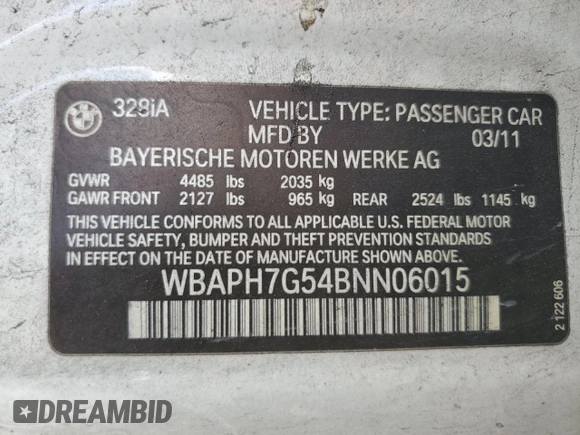 328iA VEHICLE TYPE: PASSENGER CAR
MFD BY 03/11
BAYERISCHE MOTOREN WERKE AG
GVWR 4485 lbs 2035 kg
GAWR FRONT 2127 lbs 965 kg REAR 2524 lbs 1145 kg
THIS VEHICLE CONFORMS TO ALL APPLICABLE U.S. FEDERAL MOTOR
VEHICLE SAFETY, BUMPER AND THEFT PREVENTION STANDARDS
IN EFFECT ON THE DATE OF MANUFACTURE SHOWN ABOVE.
WBAPH7G54BNN06015
2 122 606
DREAMBID